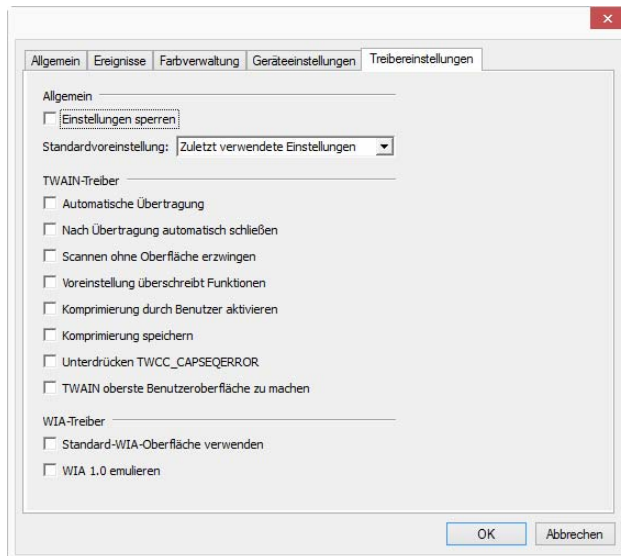 Allgemein Ereignisse Farbverwaltung Geräteeinstellungen Treibereinstellungen
Allgemein
Einstellungen sperren
Standardvoreinstellung: Zuletzt verwendete Einstellungen
TWAIN-Treiber
Automatische Übertragung
Nach Übertragung automatisch schließen
Scannen ohne Oberfläche erzwingen
Voreinstellung überschreibt Funktionen
Komprimierung durch Benutzer aktivieren
Komprimierung speichern
Unterdrücken TWCC_CAPSEQERROR
TWAIN oberste Benutzeroberfläche zu machen
WIA-Treiber
Standard-WIA-Oberfläche verwenden
WIA 1.0 emulieren
OK Abbrechen